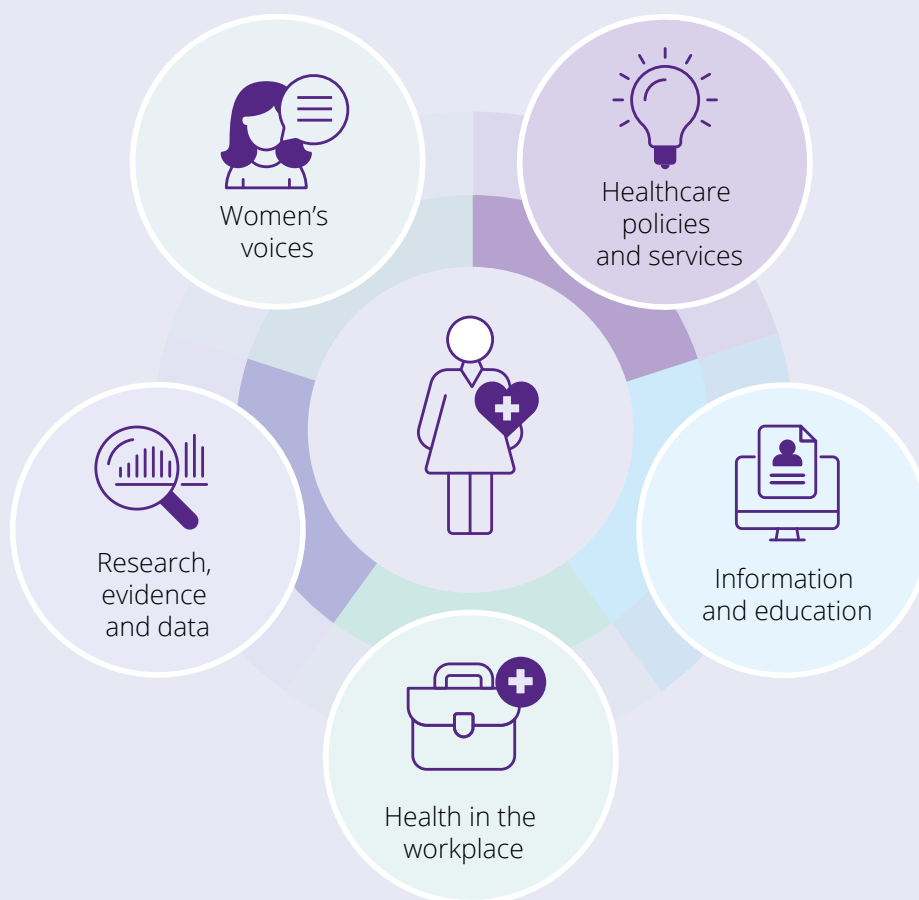 Women's
voices
Healthcare
policies
and services
Research,
evidence
and data
Information
and education
Health in the
workplace